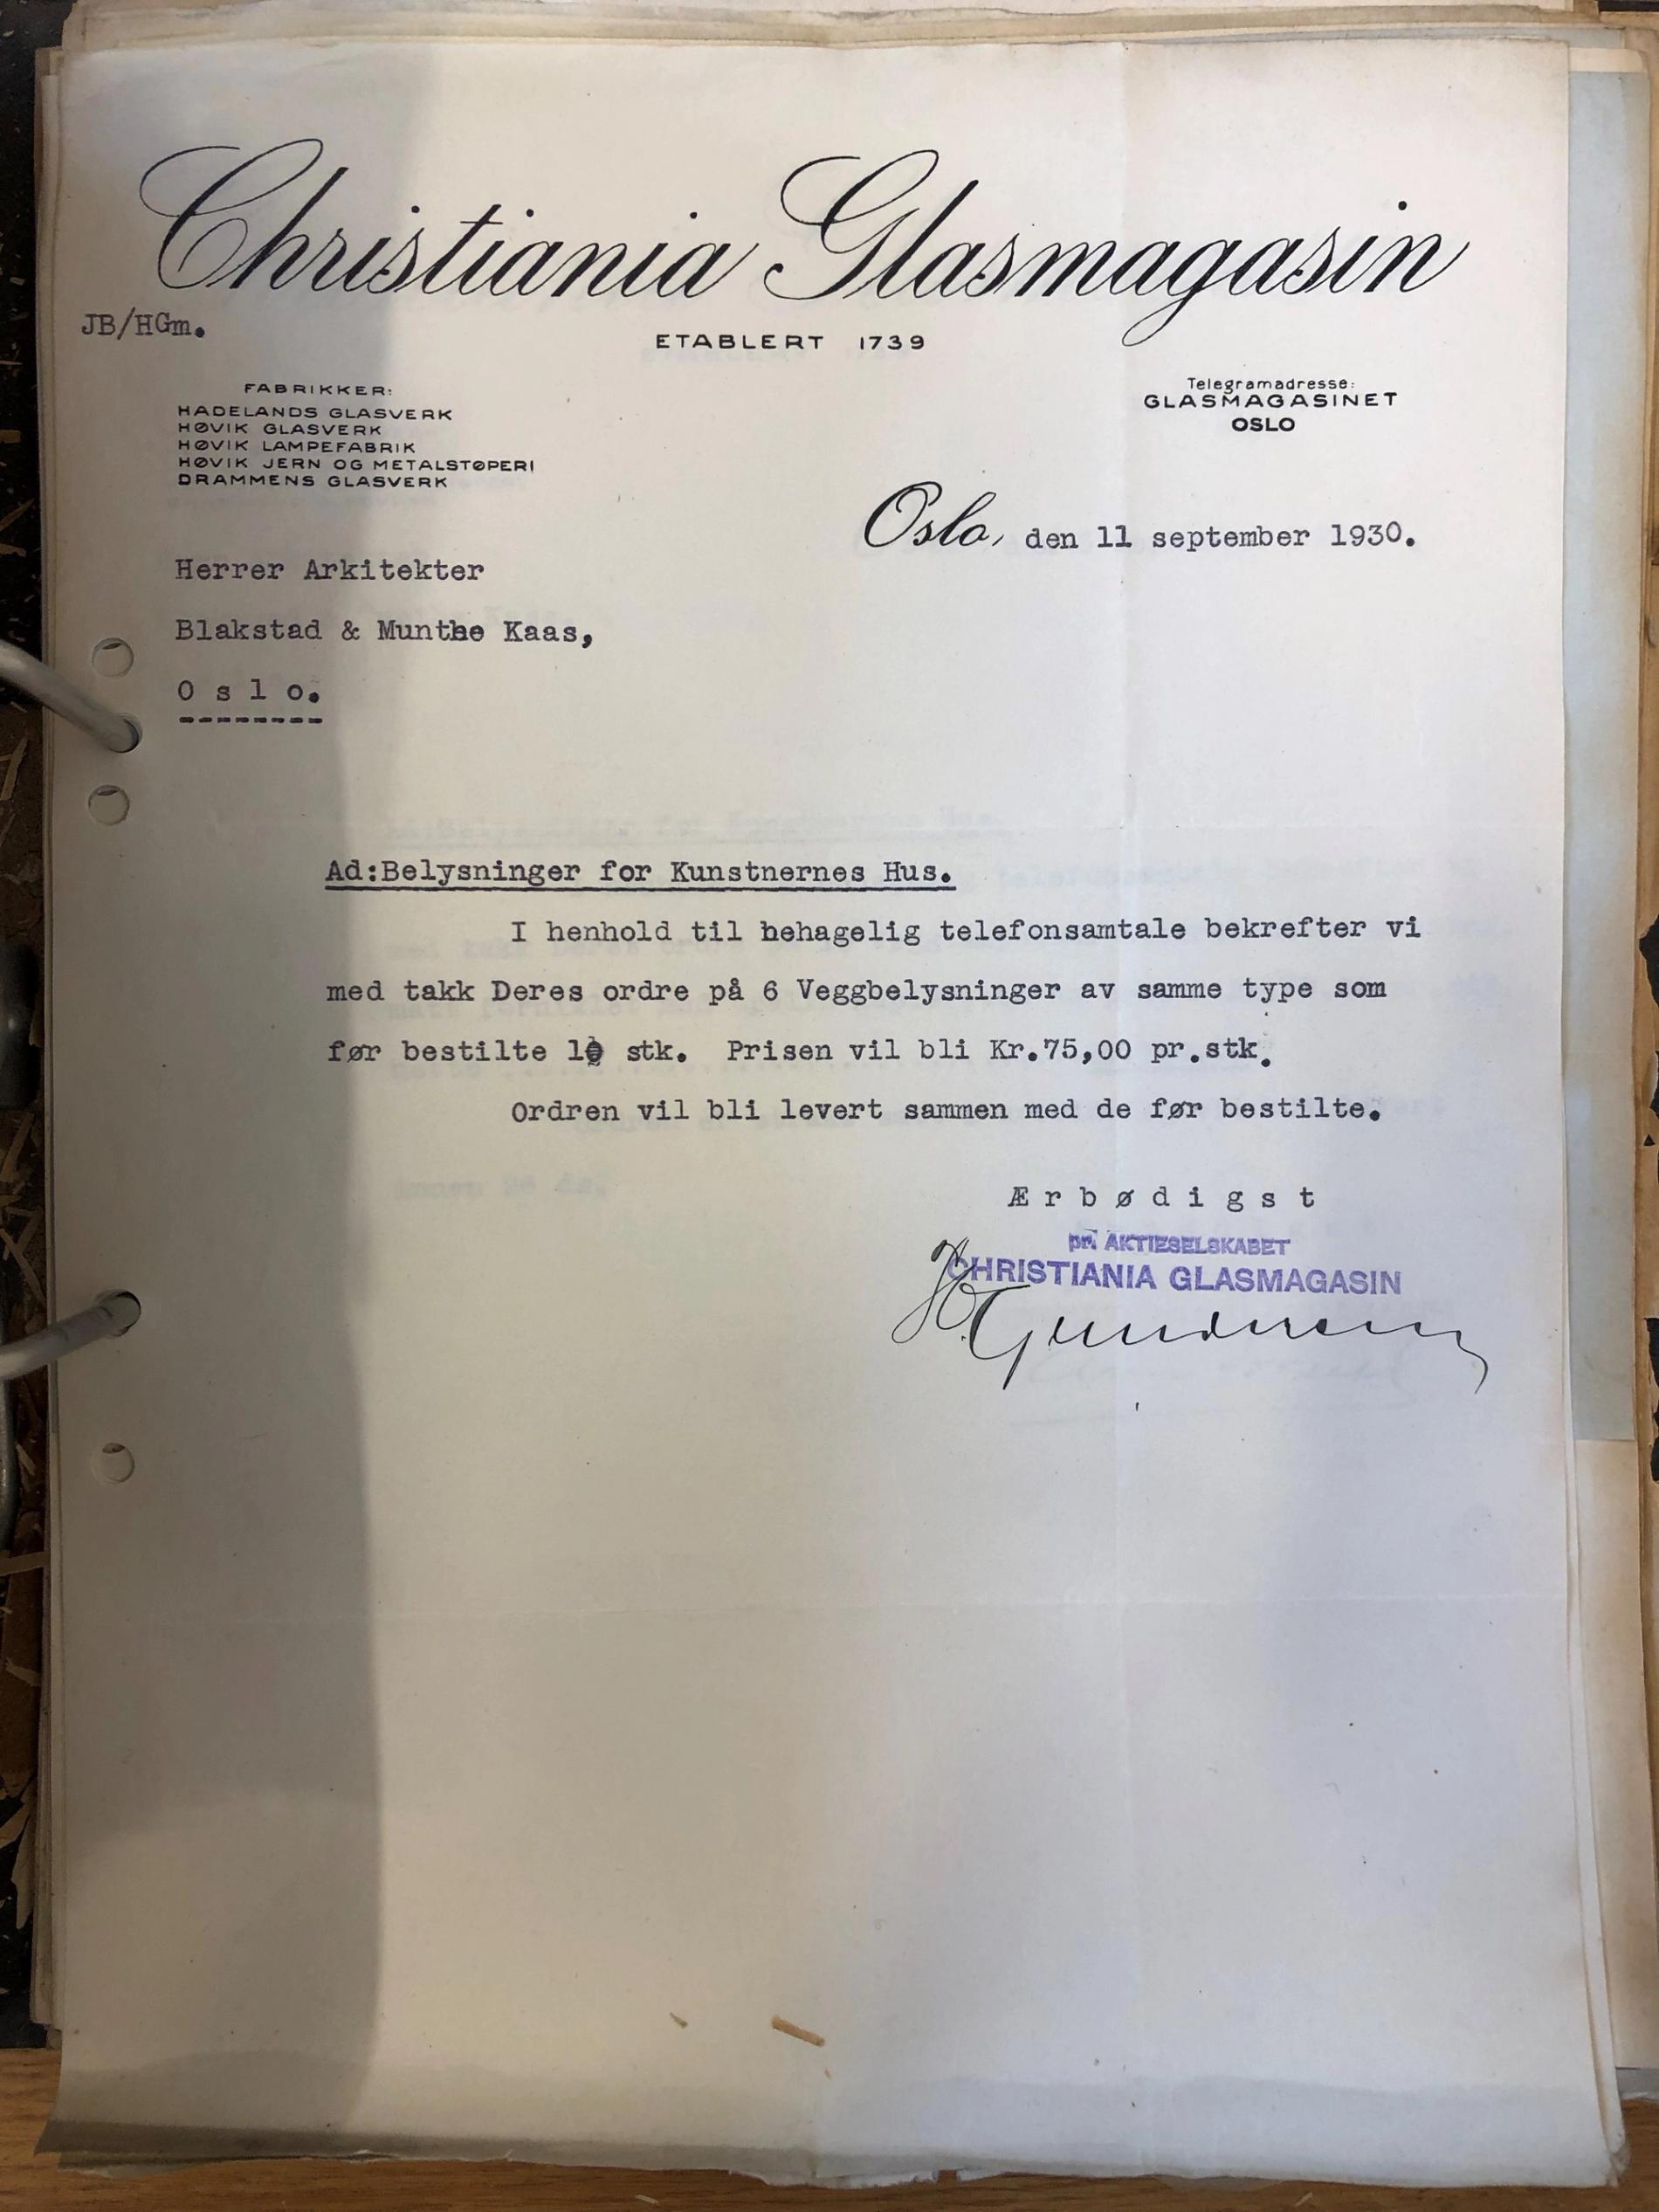 Christiania Glasmagasin
JB/HGm.
ETABLERT 1739
FABRIKKER:
HADELANDS GLASVERK
HØVIK GLASVERK
HØVIK LAMPEFABRIK
HØVIK JERN OG METALSTØPERI
DRAMMENS GLASVERK
Telegramadresse:
GLASMAGASINET
OSLO
Oslo, den 11 september 1930.
Herrer Arkitekter
Blakstad & Munthe Kaas,
O s l o.
--------
Ad:Belysninger for Kunstnernes Hus.
I henhold til behagelig telefonsamtale bekrefter vi
med takk Deres ordre på 6 Veggbelysninger av samme type som
før bestilte stk. Prisen vil bli Kr.75,00 pr.stk.
Ordren vil bli levert sammen med de før bestilte.
Æ r b ø d i g s t
pr. AKTIESELSKABET
CHRISTIANIA GLASMAGASIN